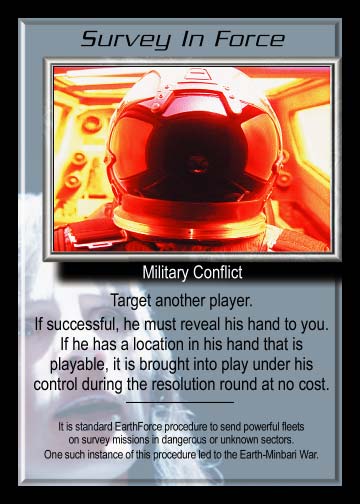 Survey In Force
Military Conflict
Target another player.
If successful, he must reveal his hand to you.
If he has a location in his hand that is
playable, it is brought into play under his
control during the resolution round at no cost.
It is standard EarthForce procedure to send powerful fleets
on survey missions in dangerous or unknown sectors.
One such instance of this procedure led to the Earth-Minbari War.